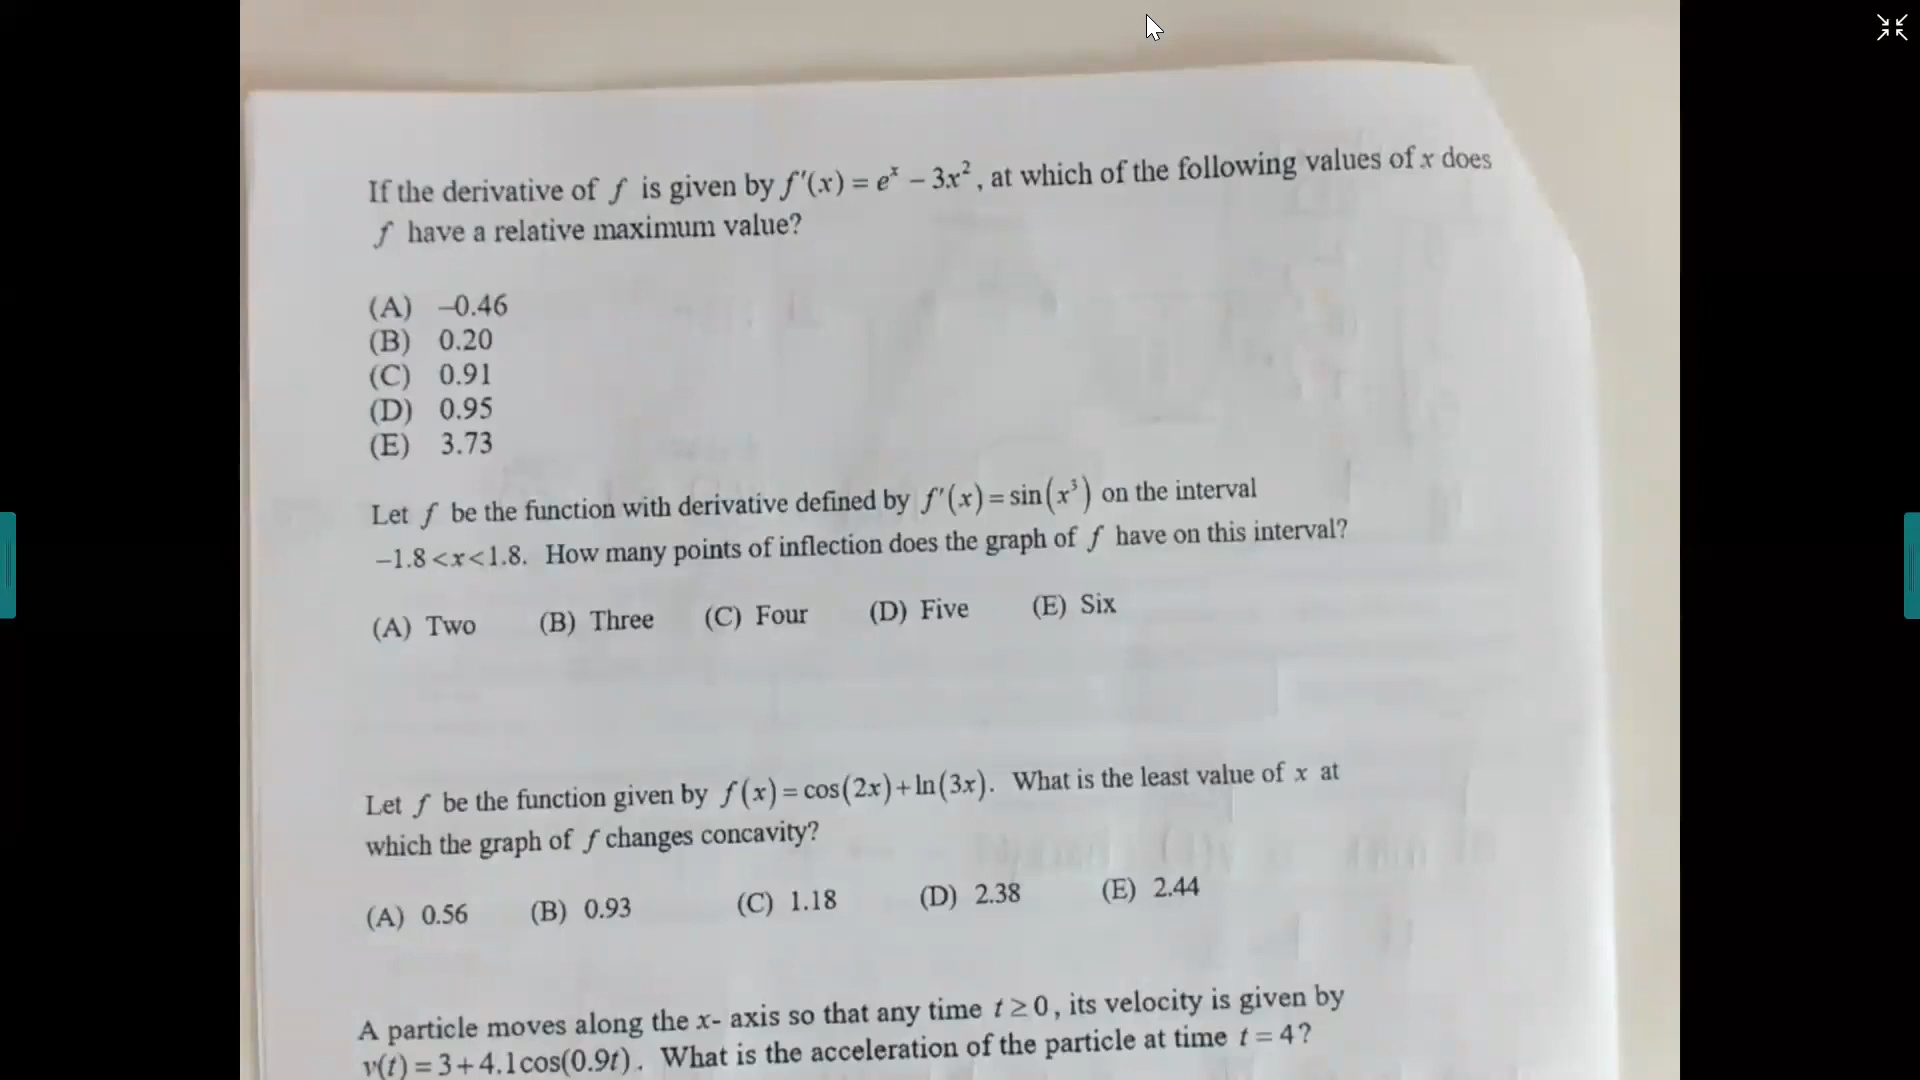 If the derivative of f is given by f′(x) = eˣ – 3x², at which of the following values of x does
f have a relative maximum value?
(A) –0.46
(B) 0.20
(C) 0.91
(D) 0.95
(E) 3.73
Let f be the function with derivative defined by f′(x) = sin(x³) on the interval
–1.8 < x < 1.8. How many points of inflection does the graph of f have on this interval?
(A) Two (B) Three (C) Four (D) Five (E) Six
Let f be the function given by f(x) = cos(2x) + ln(3x). What is the least value of x at
which the graph of f changes concavity?
(A) 0.56 (B) 0.93 (C) 1.18 (D) 2.38 (E) 2.44
A particle moves along the x- axis so that any time t ≥ 0, its velocity is given by
v(t) = 3 + 4.1cos(0.9t). What is the acceleration of the particle at time t = 4?